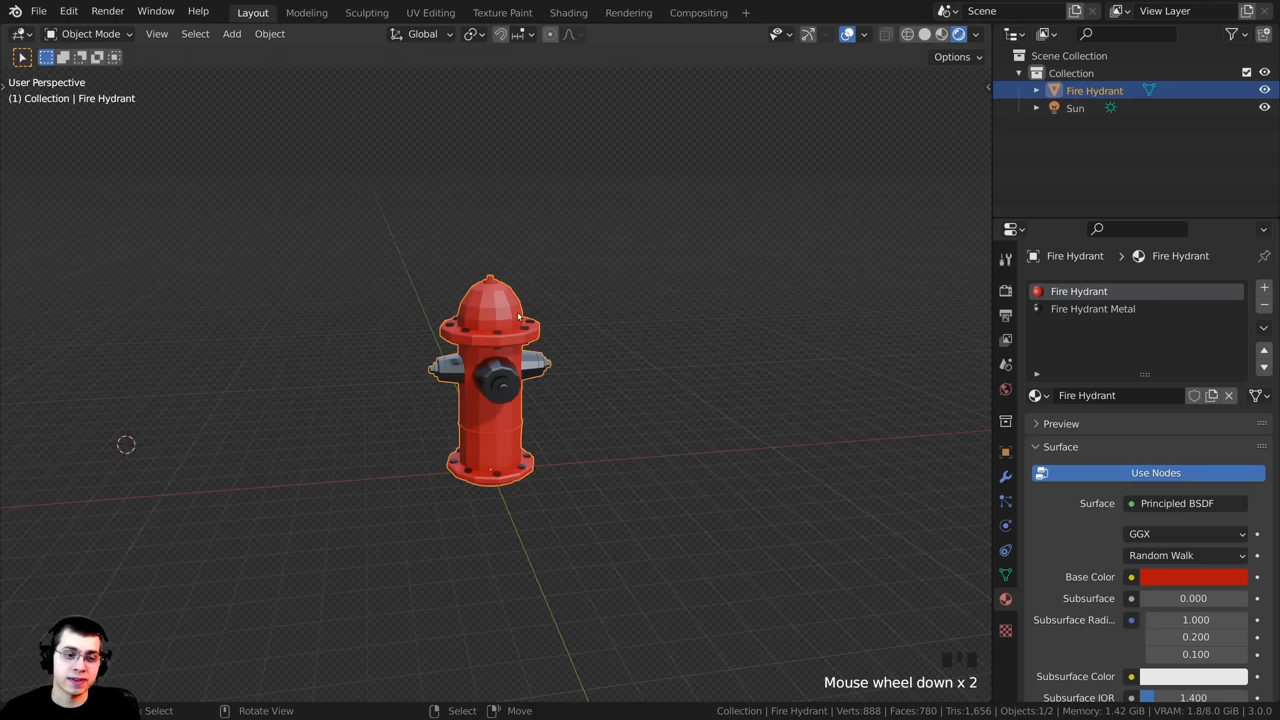 File Edit Render Window Help Layout Modeling Sculpting UV Editing Texture Paint Shading Rendering Compositing + Scene View Layer
Object Mode View Select Add Object Global
Options
User Perspective
(1) Collection | Fire Hydrant
Scene Collection
Collection
Fire Hydrant
Sun
Fire Hydrant > Fire Hydrant
Fire Hydrant
Fire Hydrant Metal
Fire Hydrant
Preview
Surface
Use Nodes
Surface Principled BSDF
GGX
Random Walk
Base Color
Subsurface 0.000
Subsurface Radi... 1.000
0.200
0.100
Subsurface Color
Subsurface IOR 1.400
Mouse wheel down x 2
Select Rotate View Select Move Collection | Fire Hydrant | Verts:888 | Faces:780 | Tris:1,656 | Objects:1/2 | Memory: 1.42 GiB | VRAM: 1.8/8.0 GiB | 3.0.0